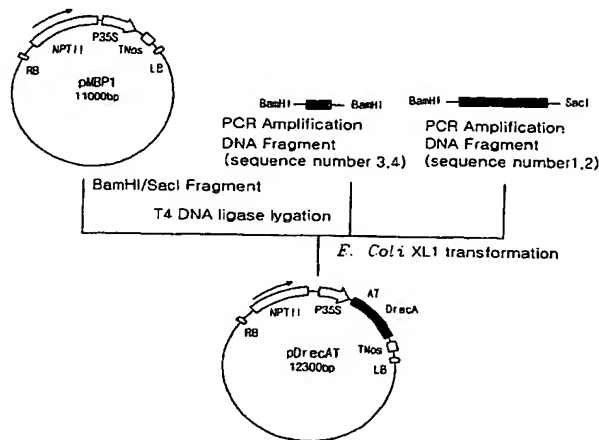 P35S
TNos
NPTII
RB
LB
pMBP1
11000bp
BamHI
BamHI
BamHI
SacI
PCR Amplification
DNA Fragment
(sequence number 3,4)
PCR Amplification
DNA Fragment
(sequence number1,2)
BamHI/SacI Fragment
T4 DNA ligase lygation
E. Coli XL1 transformation
AT
DrecA
P35S
NPTII
RB
TNos
LB
pDrecAT
12300bp